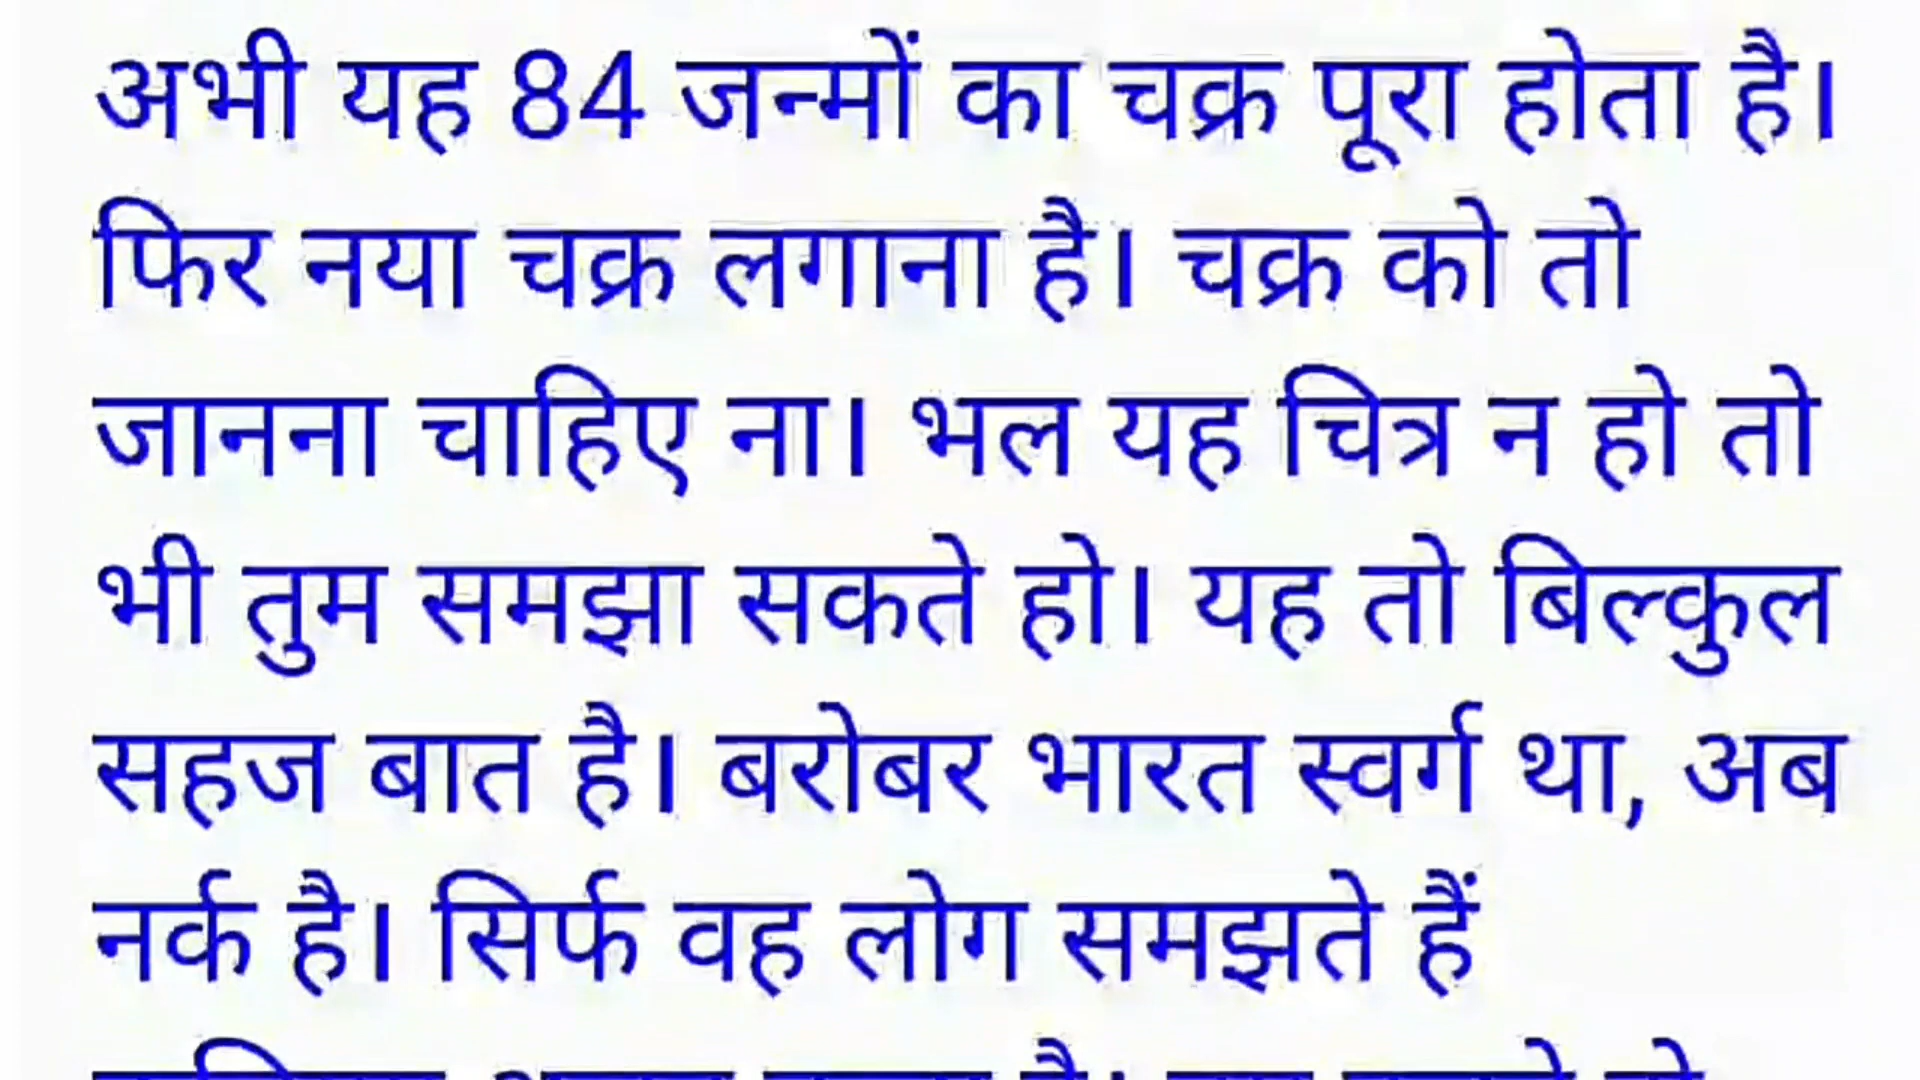 अभी यह 84 जन्मों का चक्र पूरा होता है।
फिर नया चक्र लगाना है। चक्र को तो
जानना चाहिए ना। भल यह चित्र न हो तो
भी तुम समझा सकते हो। यह तो बिल्कुल
सहज बात है। बरोबर भारत स्वर्ग था, अब
नर्क है। सिर्फ वह लोग समझते हैं